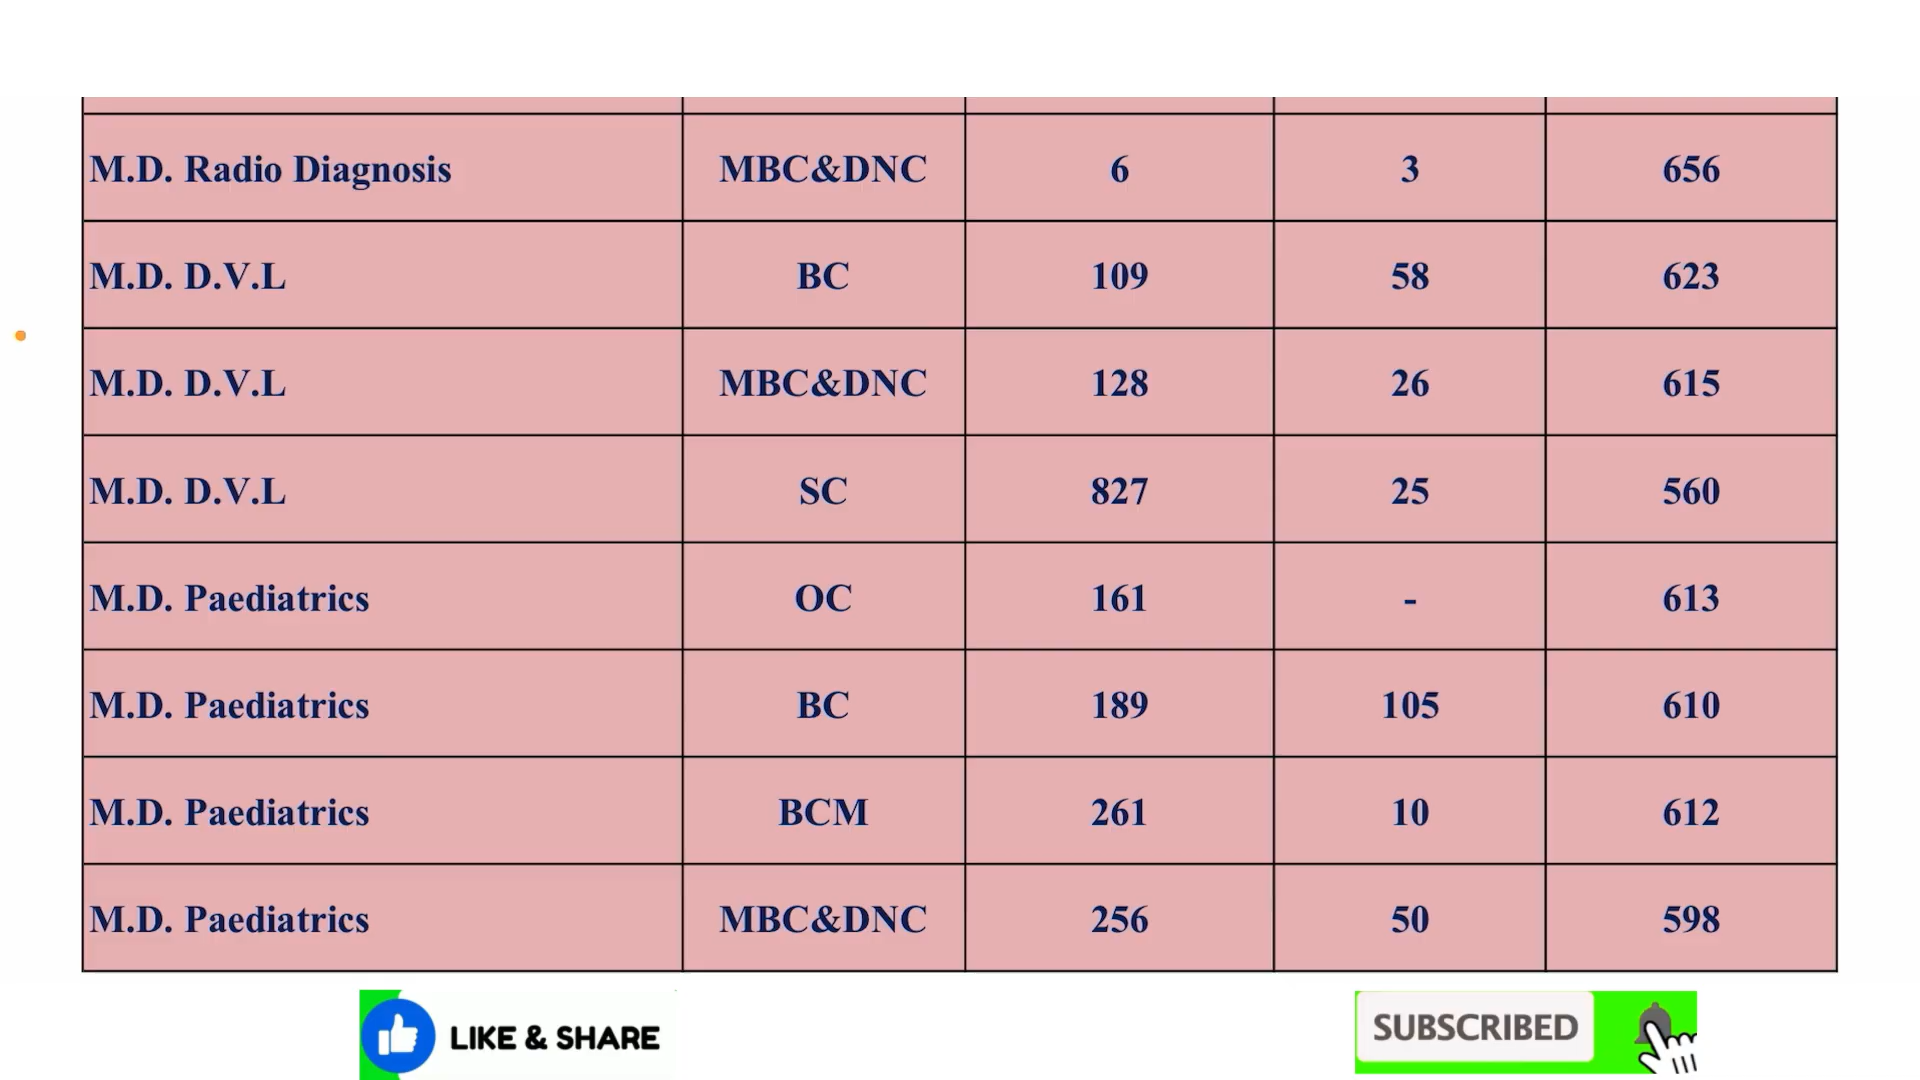 M.D. Radio Diagnosis MBC&DNC 6 3 656
M.D. D.V.L BC 109 58 623
M.D. D.V.L MBC&DNC 128 26 615
M.D. D.V.L SC 827 25 560
M.D. Paediatrics OC 161 - 613
M.D. Paediatrics BC 189 105 610
M.D. Paediatrics BCM 261 10 612
M.D. Paediatrics MBC&DNC 256 50 598
LIKE & SHARE SUBSCRIBED